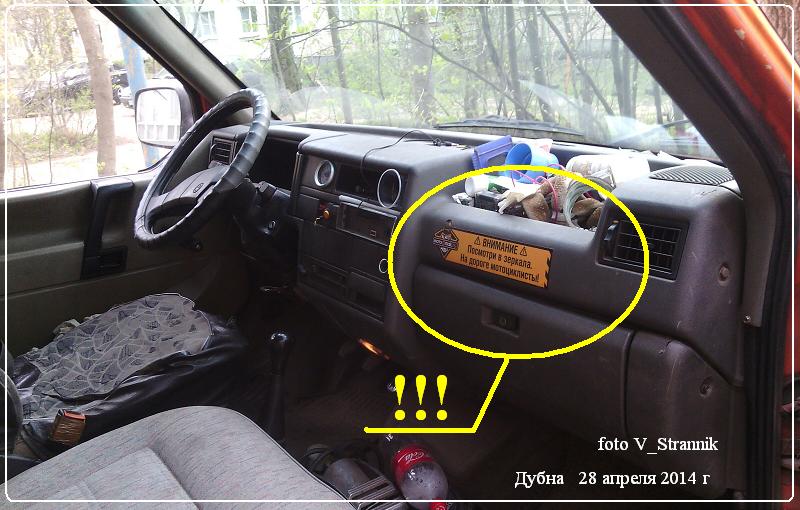 ⚠ ВНИМАНИЕ ⚠
Посмотри в зеркала.
На дороге мотоциклисты!
!!!
foto V_Strannik
Дубна 28 апреля 2014 г